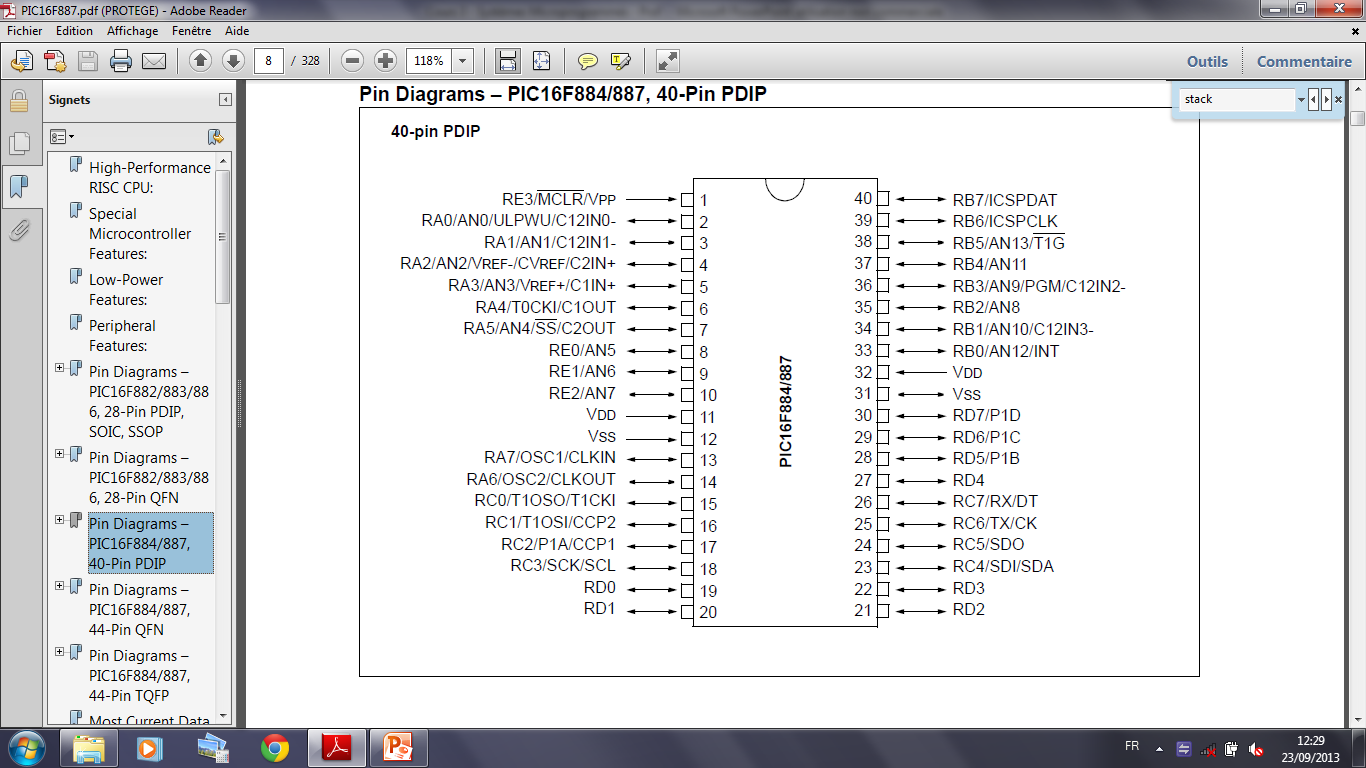 PIC16F887.pdf (PROTEGE) - Adobe Reader
Fichier Edition Affichage Fenêtre Aide
8 / 328 118% Outils Commentaire
Signets
High-Performance
RISC CPU:
Special
Microcontroller
Features:
Low-Power
Features:
Peripheral
Features:
Pin Diagrams –
PIC16F882/883/88
6, 28-Pin PDIP,
SOIC, SSOP
Pin Diagrams –
PIC16F882/883/88
6, 28-Pin QFN
Pin Diagrams –
PIC16F884/887,
40-Pin PDIP
Pin Diagrams –
PIC16F884/887,
44-Pin QFN
Pin Diagrams –
PIC16F884/887,
44-Pin TQFP
Most Current Data
stack
Pin Diagrams – PIC16F884/887, 40-Pin PDIP
40-pin PDIP
RE3/MCLR/VPP 1 40 RB7/ICSPDAT
RA0/AN0/ULPWU/C12IN0- 2 39 RB6/ICSPCLK
RA1/AN1/C12IN1- 3 38 RB5/AN13/T1G
RA2/AN2/VREF-/CVREF/C2IN+ 4 37 RB4/AN11
RA3/AN3/VREF+/C1IN+ 5 36 RB3/AN9/PGM/C12IN2-
RA4/T0CKI/C1OUT 6 35 RB2/AN8
RA5/AN4/SS/C2OUT 7 34 RB1/AN10/C12IN3-
RE0/AN5 8 33 RB0/AN12/INT
RE1/AN6 9 32 VDD
RE2/AN7 10 31 VSS
VDD 11 30 RD7/P1D
VSS 12 29 RD6/P1C
RA7/OSC1/CLKIN 13 28 RD5/P1B
RA6/OSC2/CLKOUT 14 27 RD4
RC0/T1OSO/T1CKI 15 26 RC7/RX/DT
RC1/T1OSI/CCP2 16 25 RC6/TX/CK
RC2/P1A/CCP1 17 24 RC5/SDO
RC3/SCK/SCL 18 23 RC4/SDI/SDA
RD0 19 22 RD3
RD1 20 21 RD2
PIC16F884/887
FR 12:29
23/09/2013